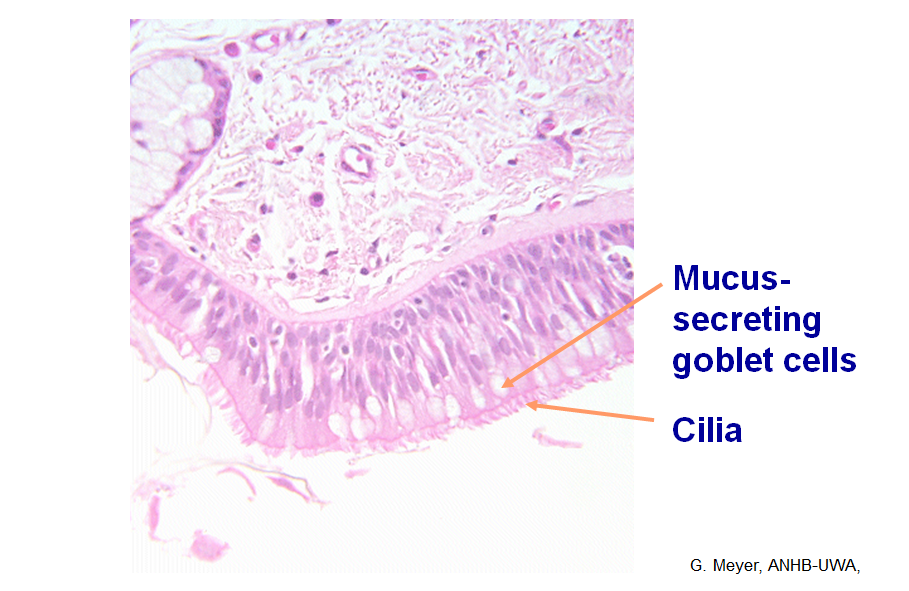 Mucus-
secreting
goblet cells
Cilia
G. Meyer, ANHB-UWA,